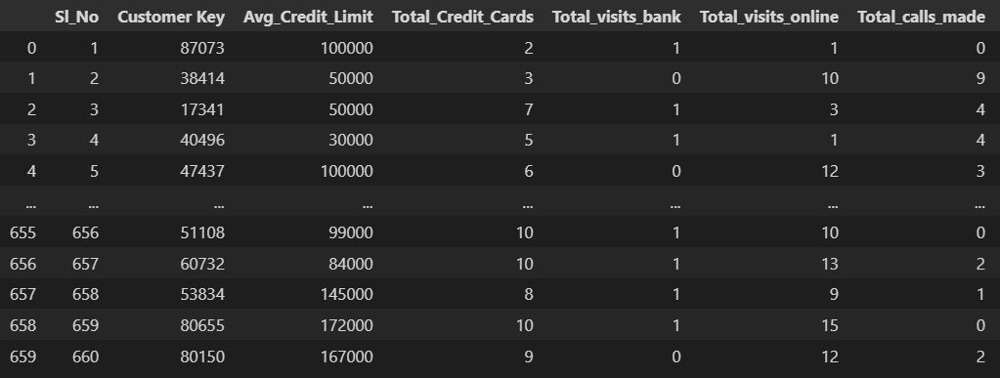 Sl_No Customer Key Avg_Credit_Limit Total_Credit_Cards Total_visits_bank Total_visits_online Total_calls_made
0 1 87073 100000 2 1 1 0
1 2 38414 50000 3 0 10 9
2 3 17341 50000 7 1 3 4
3 4 40496 30000 5 1 1 4
4 5 47437 100000 6 0 12 3
... ... ... ... ... ... ... ...
655 656 51108 99000 10 1 10 0
656 657 60732 84000 10 1 13 2
657 658 53834 145000 8 1 9 1
658 659 80655 172000 10 1 15 0
659 660 80150 167000 9 0 12 2